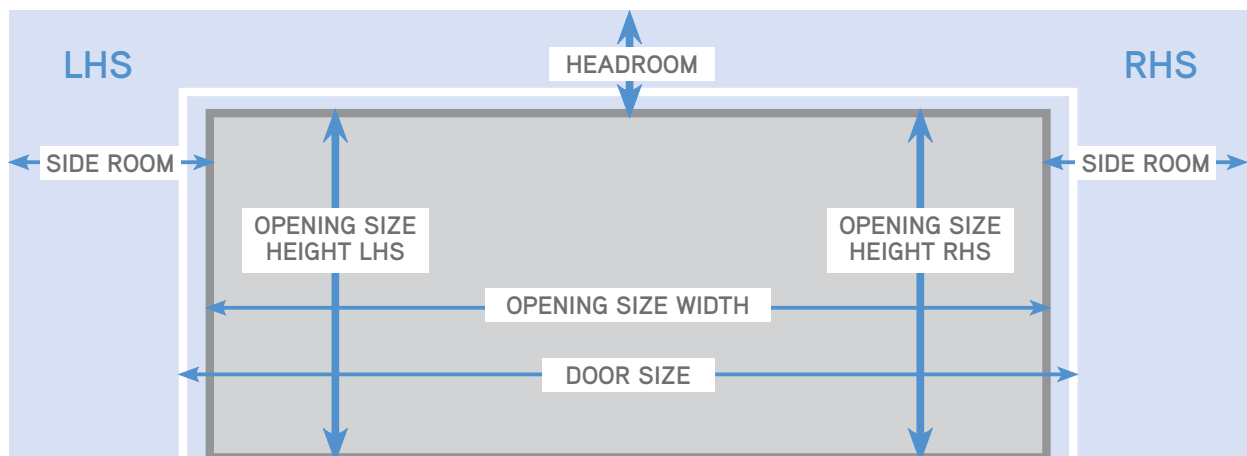 LHS
HEADROOM
RHS
SIDE ROOM
SIDE ROOM
OPENING SIZE
HEIGHT LHS
OPENING SIZE
HEIGHT RHS
OPENING SIZE WIDTH
DOOR SIZE